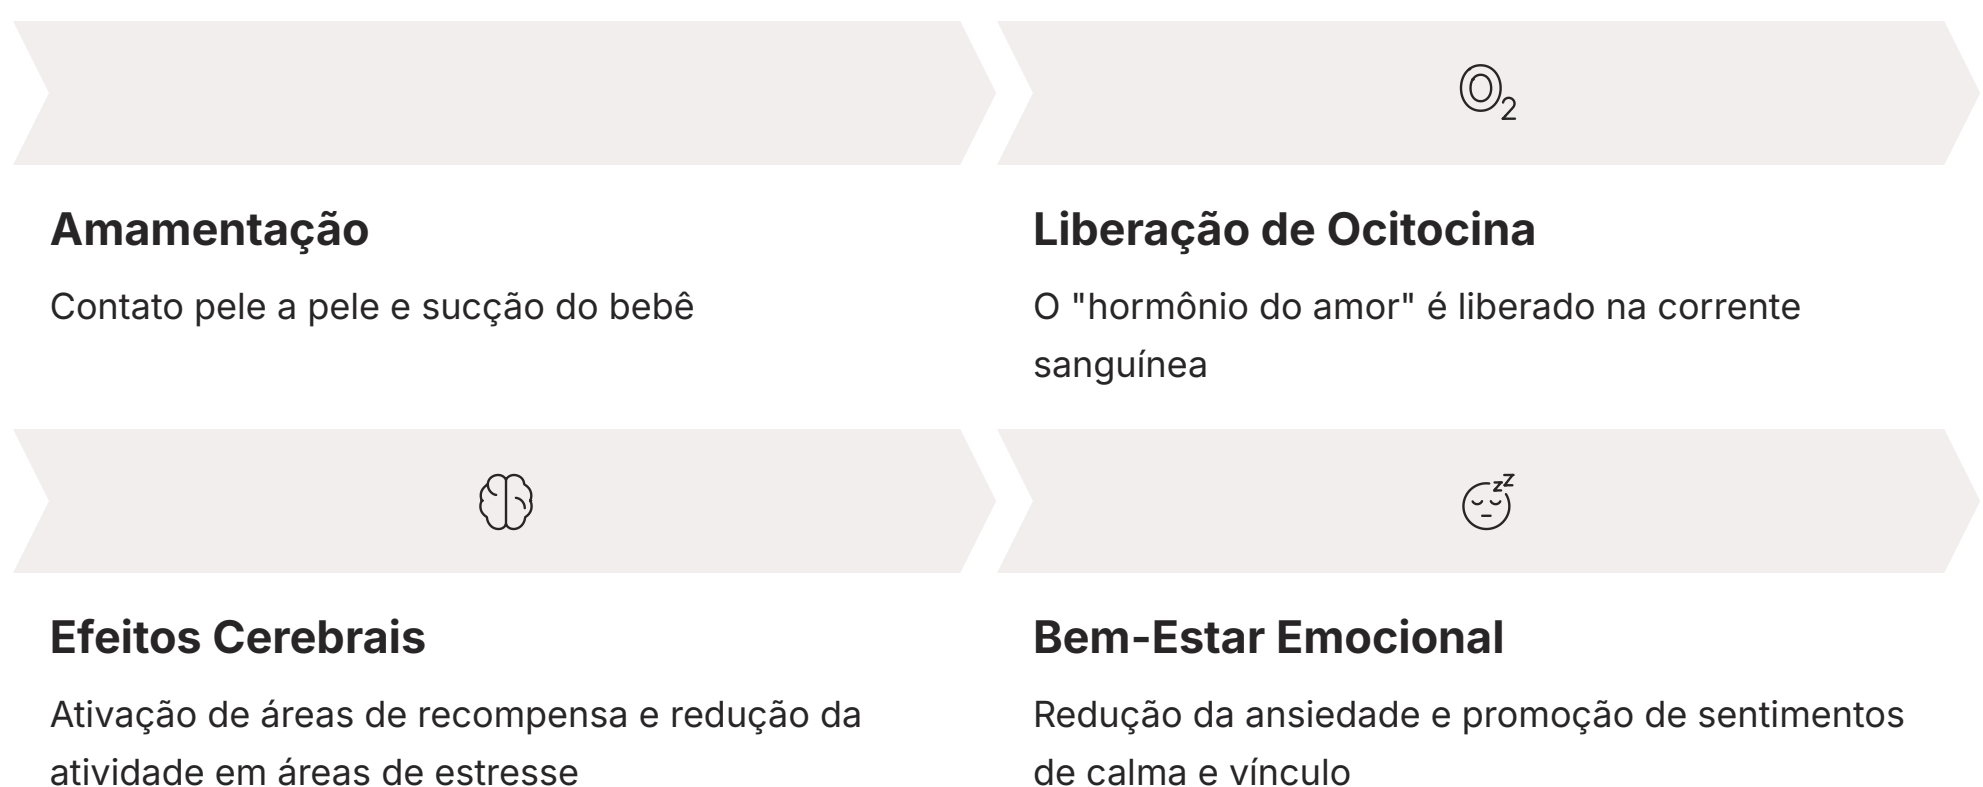 O2
Amamentação
Contato pele a pele e sucção do bebê
Liberação de Ocitocina
O "hormônio do amor" é liberado na corrente
sanguínea
zz
Efeitos Cerebrais
Ativação de áreas de recompensa e redução da
atividade em áreas de estresse
Bem-Estar Emocional
Redução da ansiedade e promoção de sentimentos
de calma e vínculo